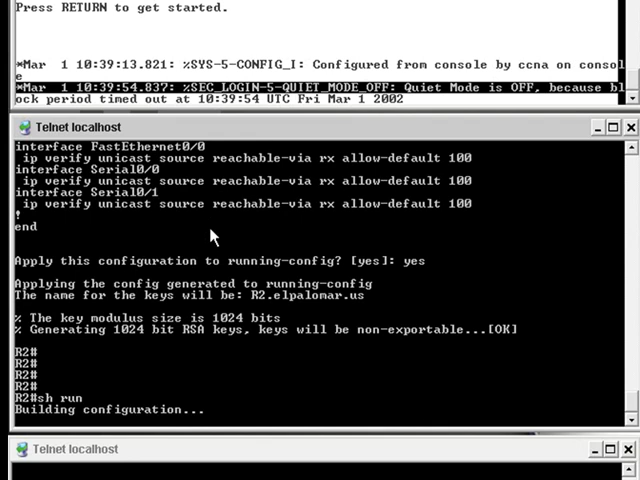 Press RETURN to get started.
*Mar  1 10:39:13.821: %SYS-5-CONFIG_I: Configured from console by ccna on consol
e
*Mar  1 10:39:54.837: %SEC_LOGIN-5-QUIET_MODE_OFF: Quiet Mode is OFF, because bl
ock period timed out at 10:39:54 UTC Fri Mar 1 2002
Telnet localhost
interface FastEthernet0/0
 ip verify unicast source reachable-via rx allow-default 100
interface Serial0/0
 ip verify unicast source reachable-via rx allow-default 100
interface Serial0/1
 ip verify unicast source reachable-via rx allow-default 100
!
end
Apply this configuration to running-config? [yes]: yes
Applying the config generated to running-config
The name for the keys will be: R2.elpalomar.us
% The key modulus size is 1024 bits
% Generating 1024 bit RSA keys, keys will be non-exportable...[OK]
R2#
R2#
R2#
R2#
R2#sh run
Building configuration...
Telnet localhost